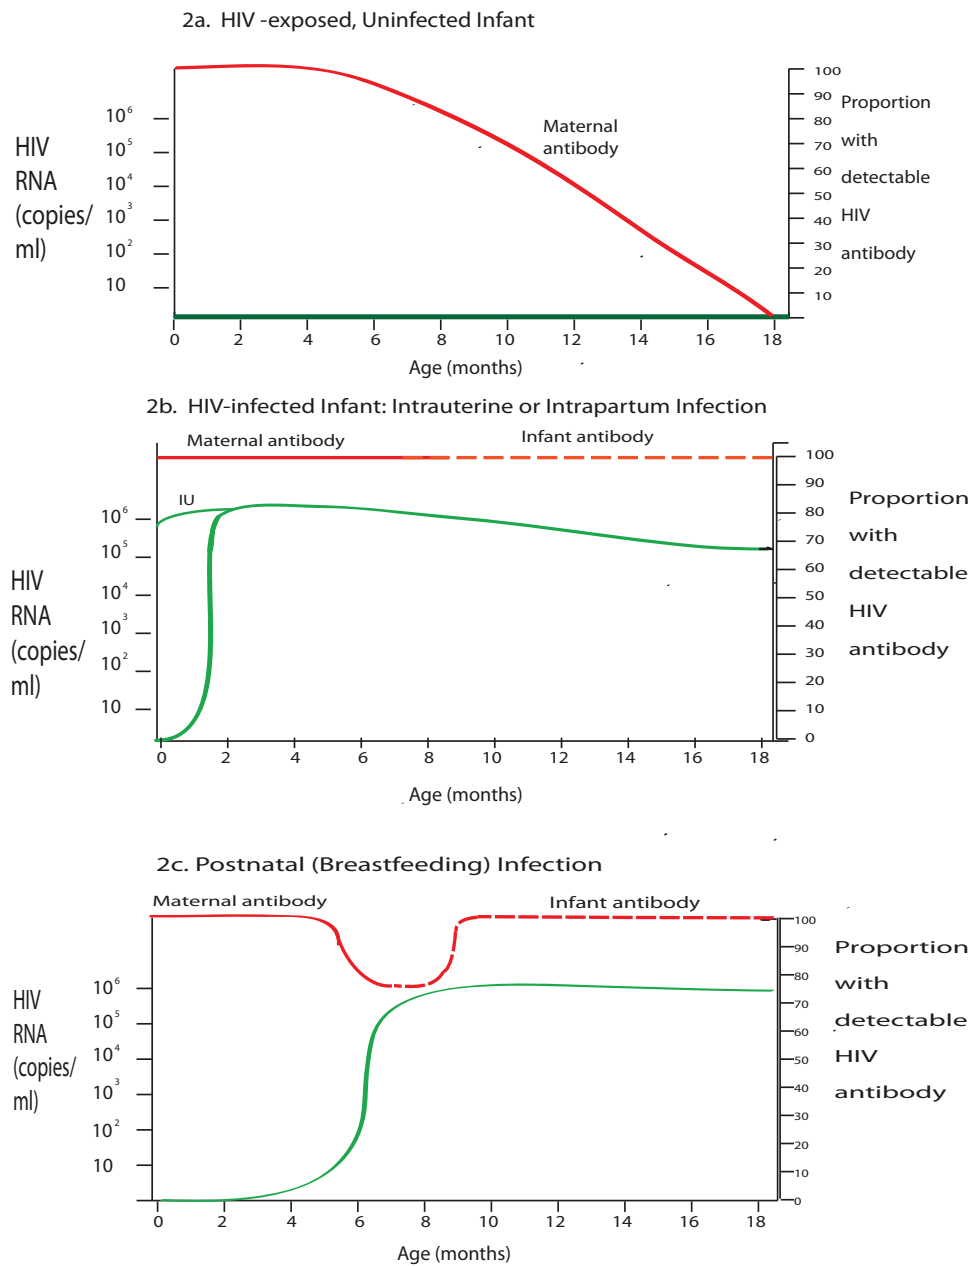 2a. HIV -exposed, Uninfected Infant
HIV
RNA
(copies/
ml)
10⁶
10⁵
10⁴
10³
10²
10
Maternal
antibody
100
90
80
70
60
50
40
30
20
10
Proportion
with
detectable
HIV
antibody
0 2 4 6 8 10 12 14 16 18
Age (months)
2b. HIV-infected Infant: Intrauterine or Intrapartum Infection
Maternal antibody
Infant antibody
IU
HIV
RNA
(copies/
ml)
10⁶
10⁵
10⁴
10³
10²
10
100
90
80
70
60
50
40
30
20
10
0
Proportion
with
detectable
HIV
antibody
0 2 4 6 8 10 12 14 16 18
Age (months)
2c. Postnatal (Breastfeeding) Infection
Maternal antibody
Infant antibody
HIV
RNA
(copies/
ml)
10⁶
10⁵
10⁴
10³
10²
10
100
90
80
70
60
50
40
30
20
10
0
Proportion
with
detectable
HIV
antibody
0 2 4 6 8 10 12 14 16 18
Age (months)